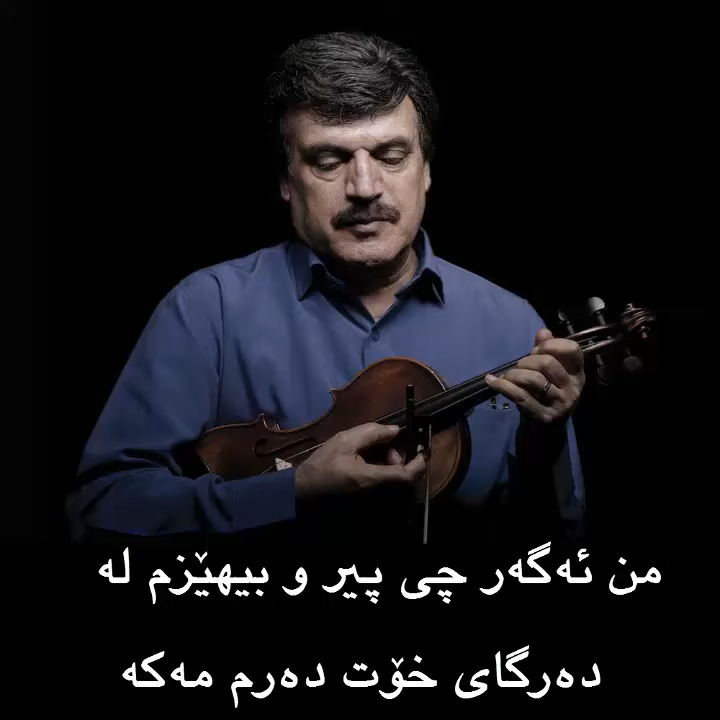 من ئەگەر چی پیر و بیهێزم لە
دەرگای خۆت دەرم مەکە